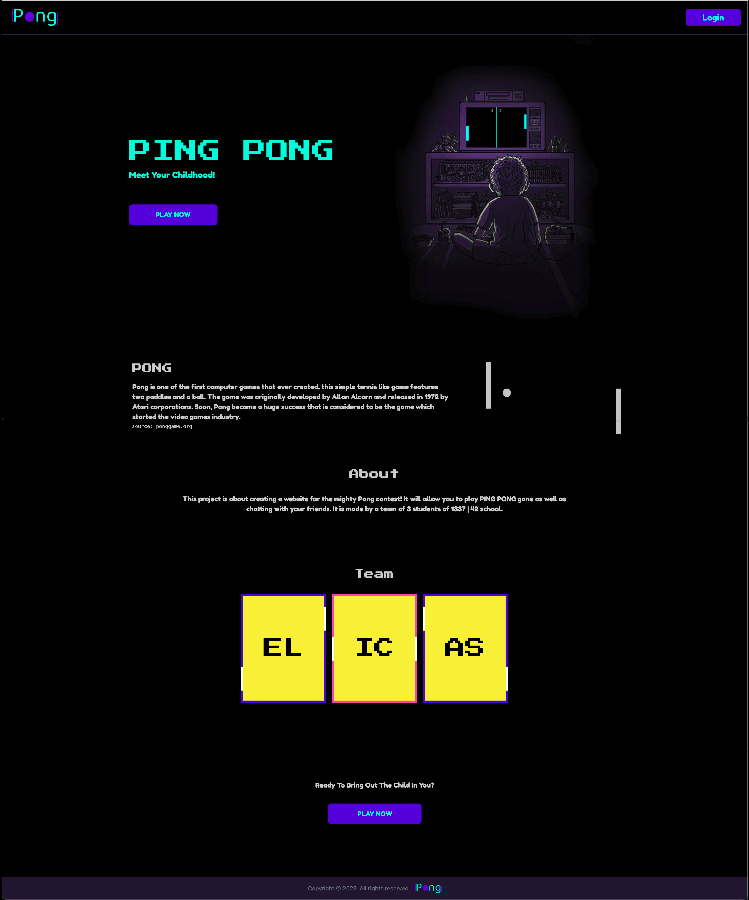 Pong
Login
PING PONG
Meet Your Childhood!
PLAY NOW
PONG
Pong is one of the first computer games that ever created, this simple tennis like game features
two paddles and a ball. The game was originally developed by Allan Alcorn and released in 1972 by
Atari corporations. Soon, Pong became a huge success that is considered to be the game which
started the video games industry.
source: ponggame.org
About
This project is about creating a website for the mighty Pong contest! It will allow you to play PING PONG game as well as
chatting with your friends. It is made by a team of 3 students of 1337 | 42 school.
Team
EL
IC
AS
Ready To Bring Out The Child In You?
PLAY NOW
Copyright © 2022. All rights reserved. Pong